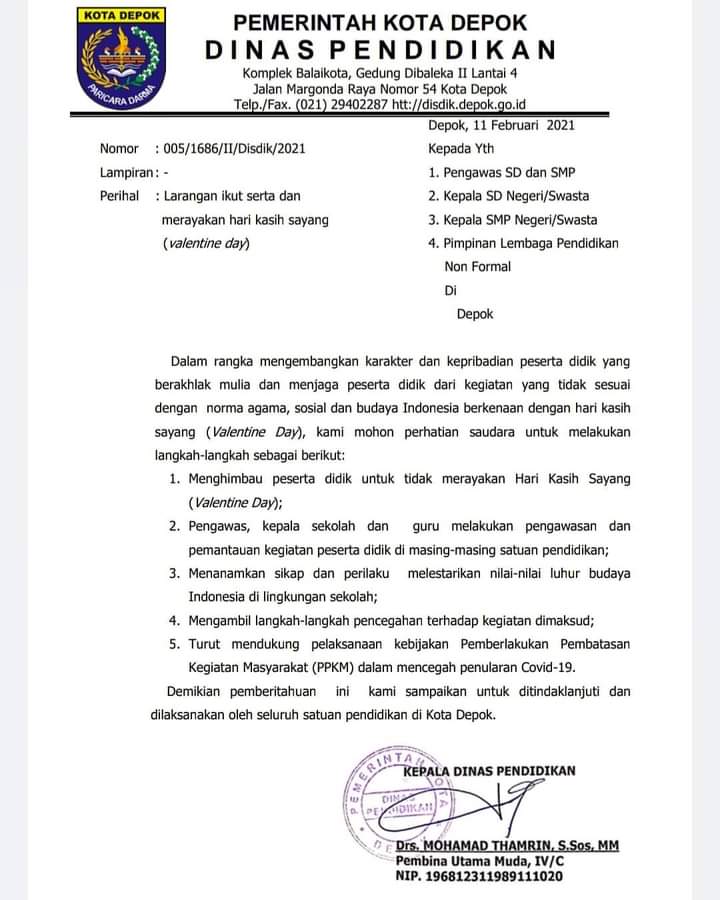 KOTA DEPOK
PARICARA DARMA
PEMERINTAH KOTA DEPOK
DINAS PENDIDIKAN
Komplek Balaikota, Gedung Dibaleka II Lantai 4
Jalan Margonda Raya Nomor 54 Kota Depok
Telp./Fax. (021) 29402287 htt://disdik.depok.go.id
Depok, 11 Februari 2021
Nomor : 005/1686/II/Disdik/2021
Lampiran : -
Perihal : Larangan ikut serta dan
merayakan hari kasih sayang
(valentine day)
Kepada Yth
1. Pengawas SD dan SMP
2. Kepala SD Negeri/Swasta
3. Kepala SMP Negeri/Swasta
4. Pimpinan Lembaga Pendidikan
Non Formal
Di
Depok
Dalam rangka mengembangkan karakter dan kepribadian peserta didik yang
berakhlak mulia dan menjaga peserta didik dari kegiatan yang tidak sesuai
dengan norma agama, sosial dan budaya Indonesia berkenaan dengan hari kasih
sayang (Valentine Day), kami mohon perhatian saudara untuk melakukan
langkah-langkah sebagai berikut:
1. Menghimbau peserta didik untuk tidak merayakan Hari Kasih Sayang
(Valentine Day);
2. Pengawas, kepala sekolah dan guru melakukan pengawasan dan
pemantauan kegiatan peserta didik di masing-masing satuan pendidikan;
3. Menanamkan sikap dan perilaku melestarikan nilai-nilai luhur budaya
Indonesia di lingkungan sekolah;
4. Mengambil langkah-langkah pencegahan terhadap kegiatan dimaksud;
5. Turut mendukung pelaksanaan kebijakan Pemberlakukan Pembatasan
Kegiatan Masyarakat (PPKM) dalam mencegah penularan Covid-19.
Demikian pemberitahuan ini kami sampaikan untuk ditindaklanjuti dan
dilaksanakan oleh seluruh satuan pendidikan di Kota Depok.
KEPALA DINAS PENDIDIKAN
Drs. MOHAMAD THAMRIN, S.Sos, MM
Pembina Utama Muda, IV/C
NIP. 196812311989111020